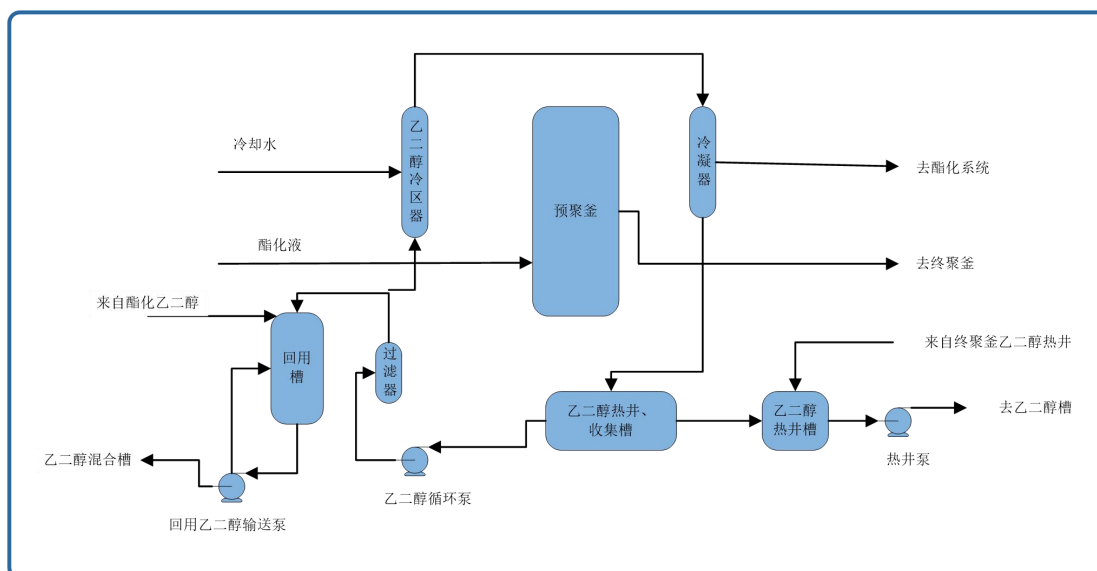 冷却水
乙二醇冷区器
冷凝器
去酯化系统
预聚釜
酯化液
去终聚釜
来自酯化乙二醇
回用
槽
过滤器
来自终聚釜乙二醇热井
乙二醇热井、
收集槽
乙二醇
热井槽
去乙二醇槽
热井泵
乙二醇混合槽
乙二醇循环泵
回用乙二醇输送泵